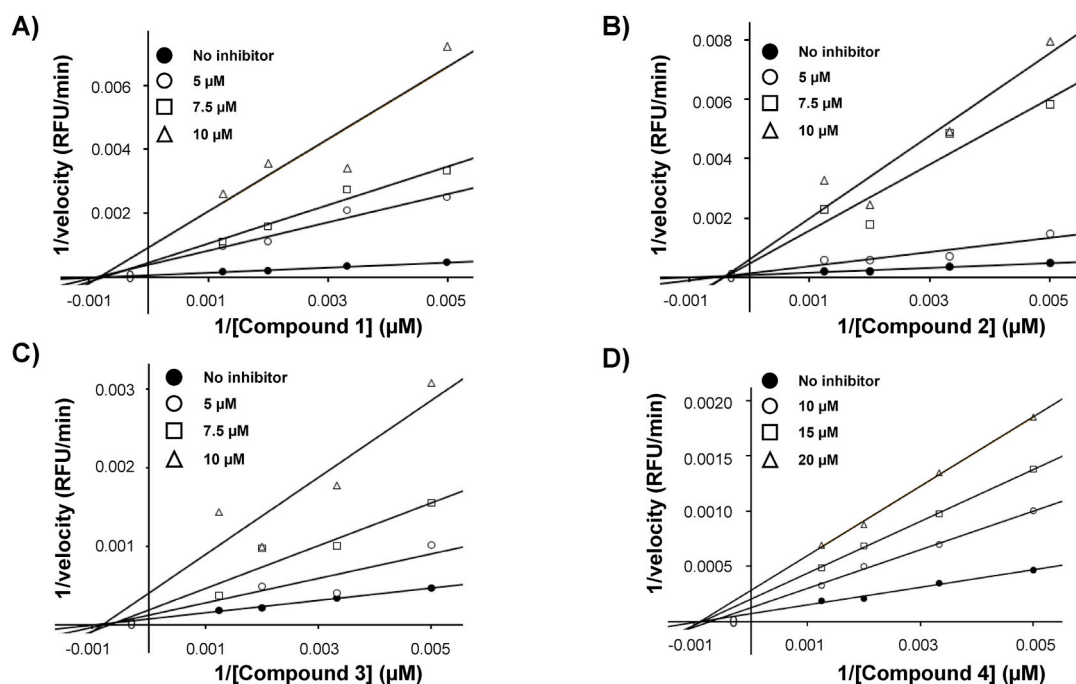 A)
1/velocity (RFU/min)
0.006
0.004
0.002
No inhibitor
5 µM
7.5 µM
10 µM
-0.001
0
0.001
0.003
0.005
1/[Compound 1] (µM)
B)
1/velocity (RFU/min)
0.008
0.006
0.004
0.002
No inhibitor
5 µM
7.5 µM
10 µM
-0.001
0
0.001
0.003
0.005
1/[Compound 2] (µM)
C)
1/velocity (RFU/min)
0.003
0.002
0.001
No inhibitor
5 µM
7.5 µM
10 µM
-0.001
0
0.001
0.003
0.005
1/[Compound 3] (µM)
D)
1/velocity (RFU/min)
0.0020
0.0015
0.0010
0.0005
No inhibitor
10 µM
15 µM
20 µM
-0.001
0
0.001
0.003
0.005
1/[Compound 4] (µM)